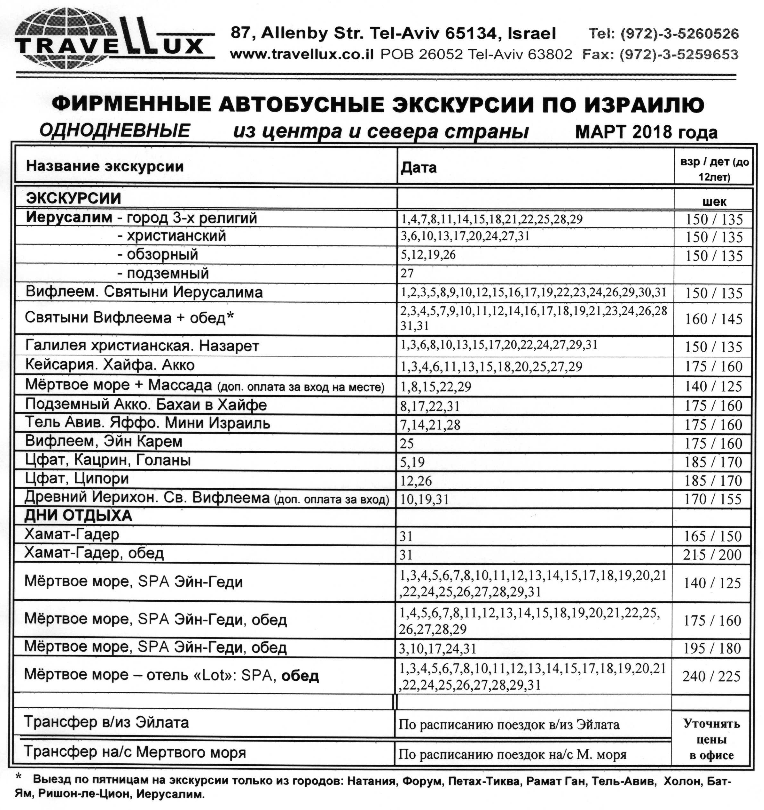 TRAVELLUX
87, Allenby Str. Tel-Aviv 65134, Israel Tel: (972)-3-5260526
www.travellux.co.il POB 26052 Tel-Aviv 63802 Fax: (972)-3-5259653
ФИРМЕННЫЕ АВТОБУСНЫЕ ЭКСКУРСИИ ПО ИЗРАИЛЮ
ОДНОДНЕВНЫЕ из центра и севера страны МАРТ 2018 года
Название экскурсии Дата взр / дет (до 12лет)
ЭКСКУРСИИ шек
Иерусалим - город 3-х религий 1,4,7,8,11,14,15,18,21,22,25,28,29 150 / 135
- христианский 3,6,10,13,17,20,24,27,31 150 / 135
- обзорный 5,12,19,26 150 / 135
- подземный 27
Вифлеем. Святыни Иерусалима 1,2,3,5,8,9,10,12,15,16,17,19,22,23,24,26,29,30,31 150 / 135
Святыни Вифлеема + обед* 2,3,4,5,7,9,10,11,12,14,16,17,18,19,21,23,24,26,28 160 / 145
31,31
Галилея христианская. Назарет 1,3,6,8,10,13,15,17,20,22,24,27,29,31 150 / 135
Кейсария. Хайфа. Акко 1,3,4,6,11,13,15,18,20,25,27,29 175 / 160
Мёртвое море + Массада (доп. оплата за вход на месте) 1,8,15,22,29 140 / 125
Подземный Акко. Бахаи в Хайфе 8,17,22,31 175 / 160
Тель Авив. Яффо. Мини Израиль 7,14,21,28 175 / 160
Вифлеем, Эйн Карем 25 175 / 160
Цфат, Кацрин, Голаны 5,19 185 / 170
Цфат, Ципори 12,26 185 / 170
Древний Иерихон. Св. Вифлеема (доп. оплата за вход) 10,19,31 170 / 155
ДНИ ОТДЫХА
Хамат-Гадер 31 165 / 150
Хамат-Гадер, обед 31 215 / 200
Мёртвое море, SPA Эйн-Геди 1,3,4,5,6,7,8,10,11,12,13,14,15,17,18,19,20,21 140 / 125
,22,24,25,26,27,28,29,31
Мёртвое море, SPA Эйн-Геди, обед 1,4,5,6,7,8,11,12,13,14,15,18,19,20,21,22,25, 175 / 160
26,27,28,29
Мёртвое море, SPA Эйн-Геди, обед 3,10,17,24,31 195 / 180
Мёртвое море – отель «Lot»: SPA, обед 1,3,4,5,6,7,8,10,11,12,13,14,15,17,18,19,20,21 240 / 225
,22,24,25,26,27,28,29,31
Трансфер в/из Эйлата По расписанию поездок в/из Эйлата Уточнять цены в офисе
Трансфер на/с Мертвого моря По расписанию поездок на/с М. моря
* Выезд по пятницам на экскурсии только из городов: Натания, Форум, Петах-Тиква, Рамат Ган, Тель-Авив, Холон, Бат-
Ям, Ришон-ле-Цион, Иерусалим.